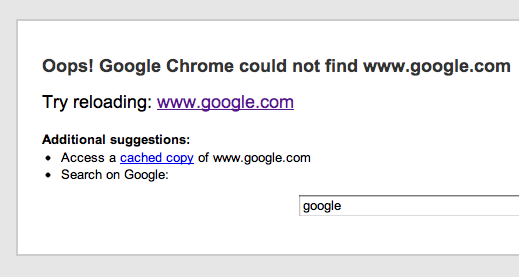 Oops! Google Chrome could not find www.google.com
Try reloading: www.google.com
Additional suggestions:
• Access a cached copy of www.google.com
• Search on Google:
google